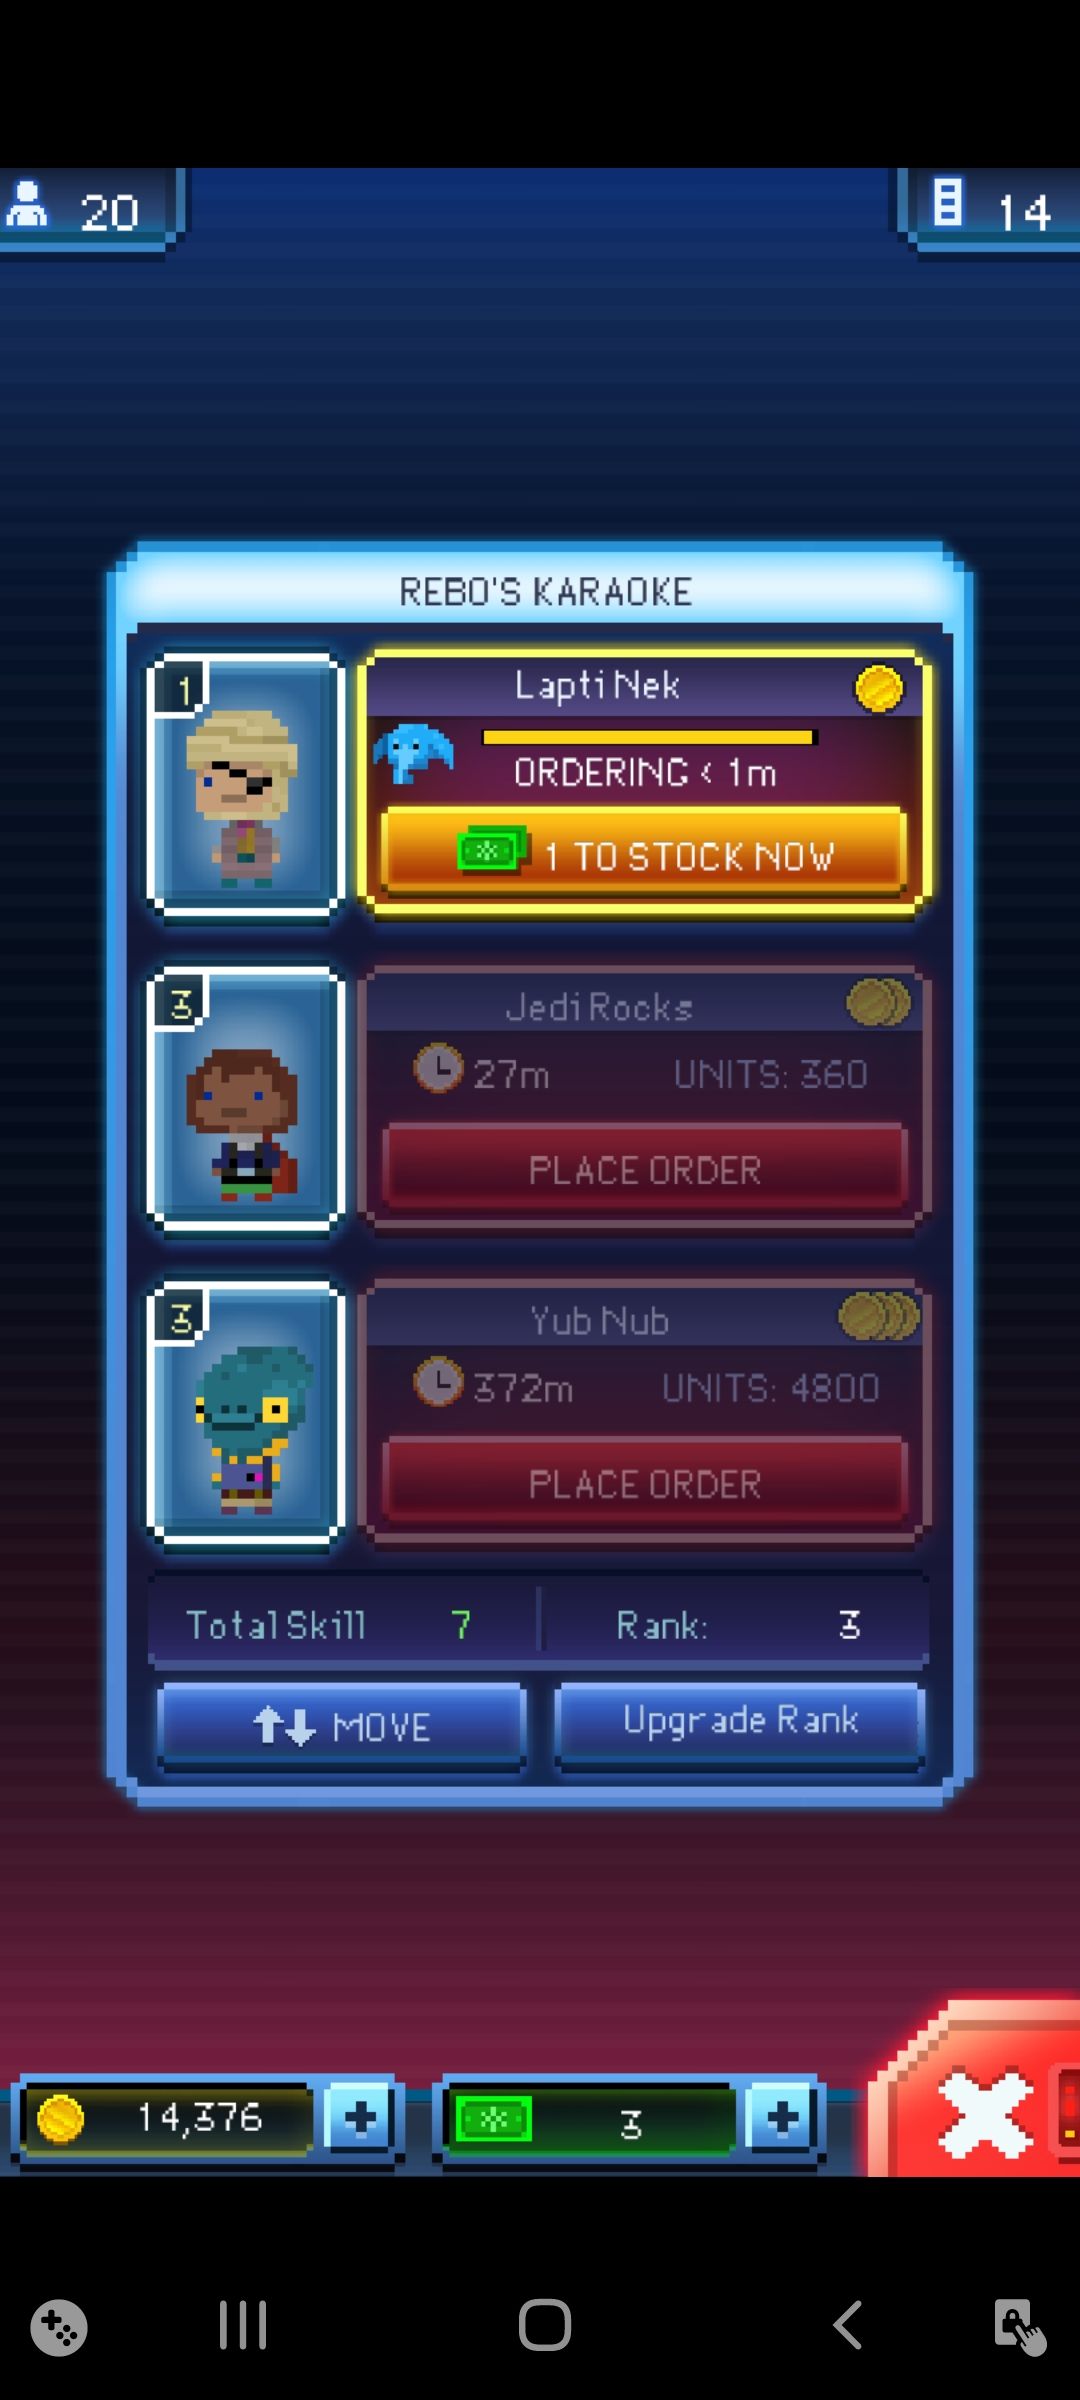 20
14
REBO'S KARAOKE
1
Lapti Nek
ORDERING < 1m
1 TO STOCK NOW
3
Jedi Rocks
27m UNITS: 360
PLACE ORDER
3
Yub Nub
372m UNITS: 4800
PLACE ORDER
Total Skill 7 Rank: 3
MOVE Upgrade Rank
14,376 3